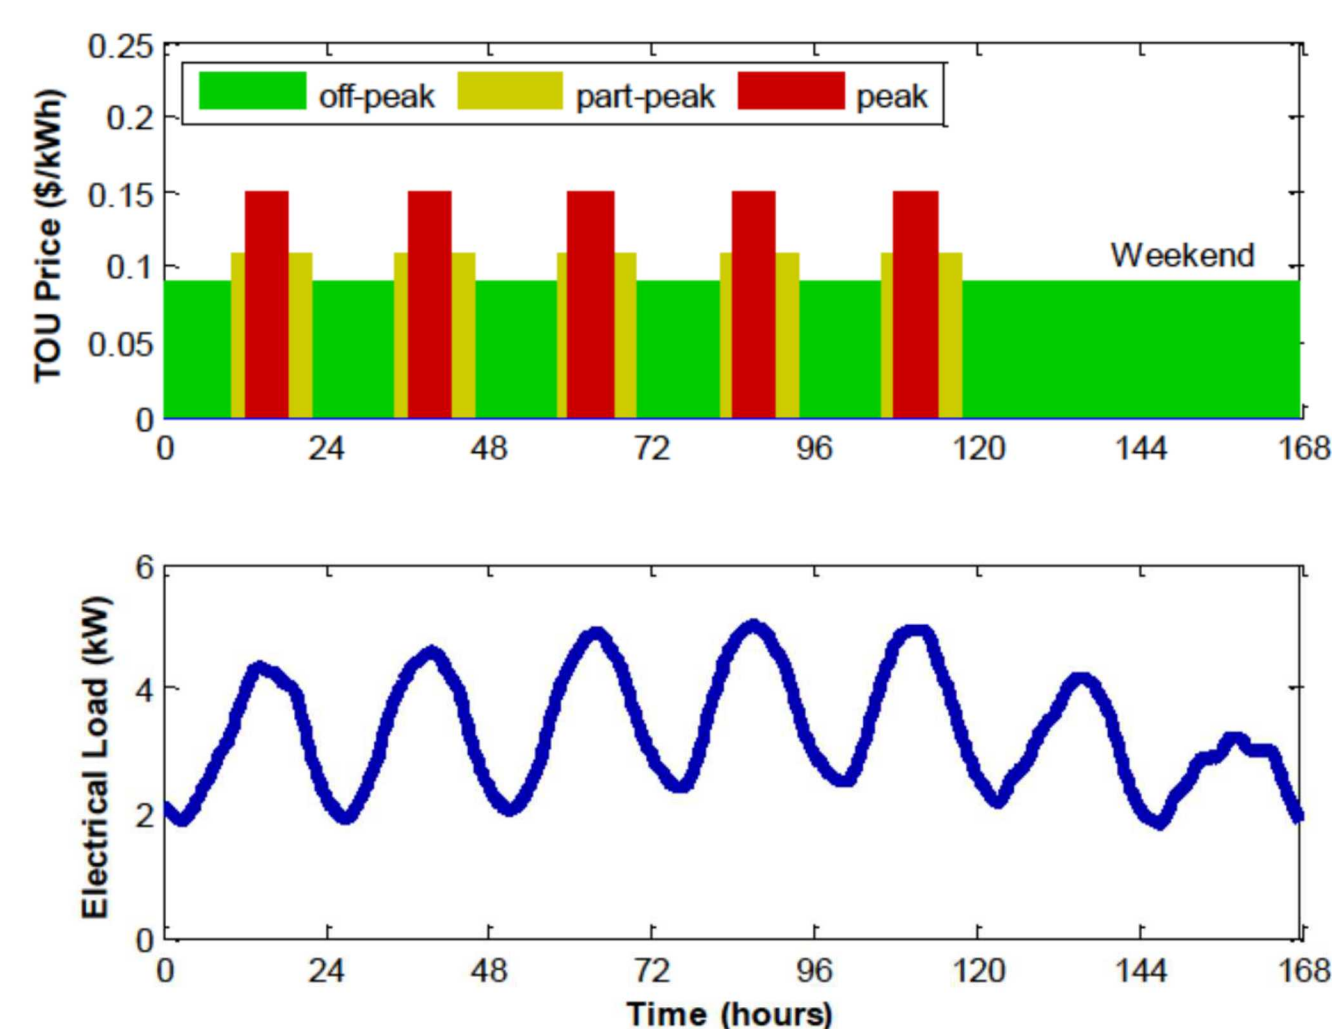 0.25
off-peak part-peak peak
0.2
0.15
Weekend
0.1
0.05
0
TOU Price ($/kWh)
0 24 48 72 96 120 144 168
6
4
2
0
Electrical Load (kW)
0 24 48 72 96 120 144 168
Time (hours)